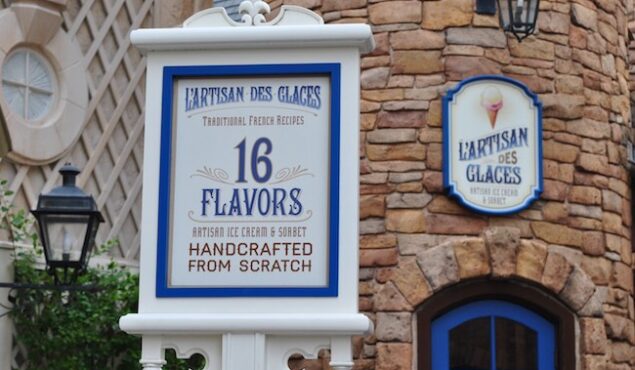 L'ARTISAN DES GLACES
TRADITIONAL FRENCH RECIPES
16
FLAVORS
ARTISAN ICE CREAM & SORBET
HANDCRAFTED
FROM SCRATCH
L'ARTISAN
DES
GLACES
ARTISAN ICE CREAM
& SORBET